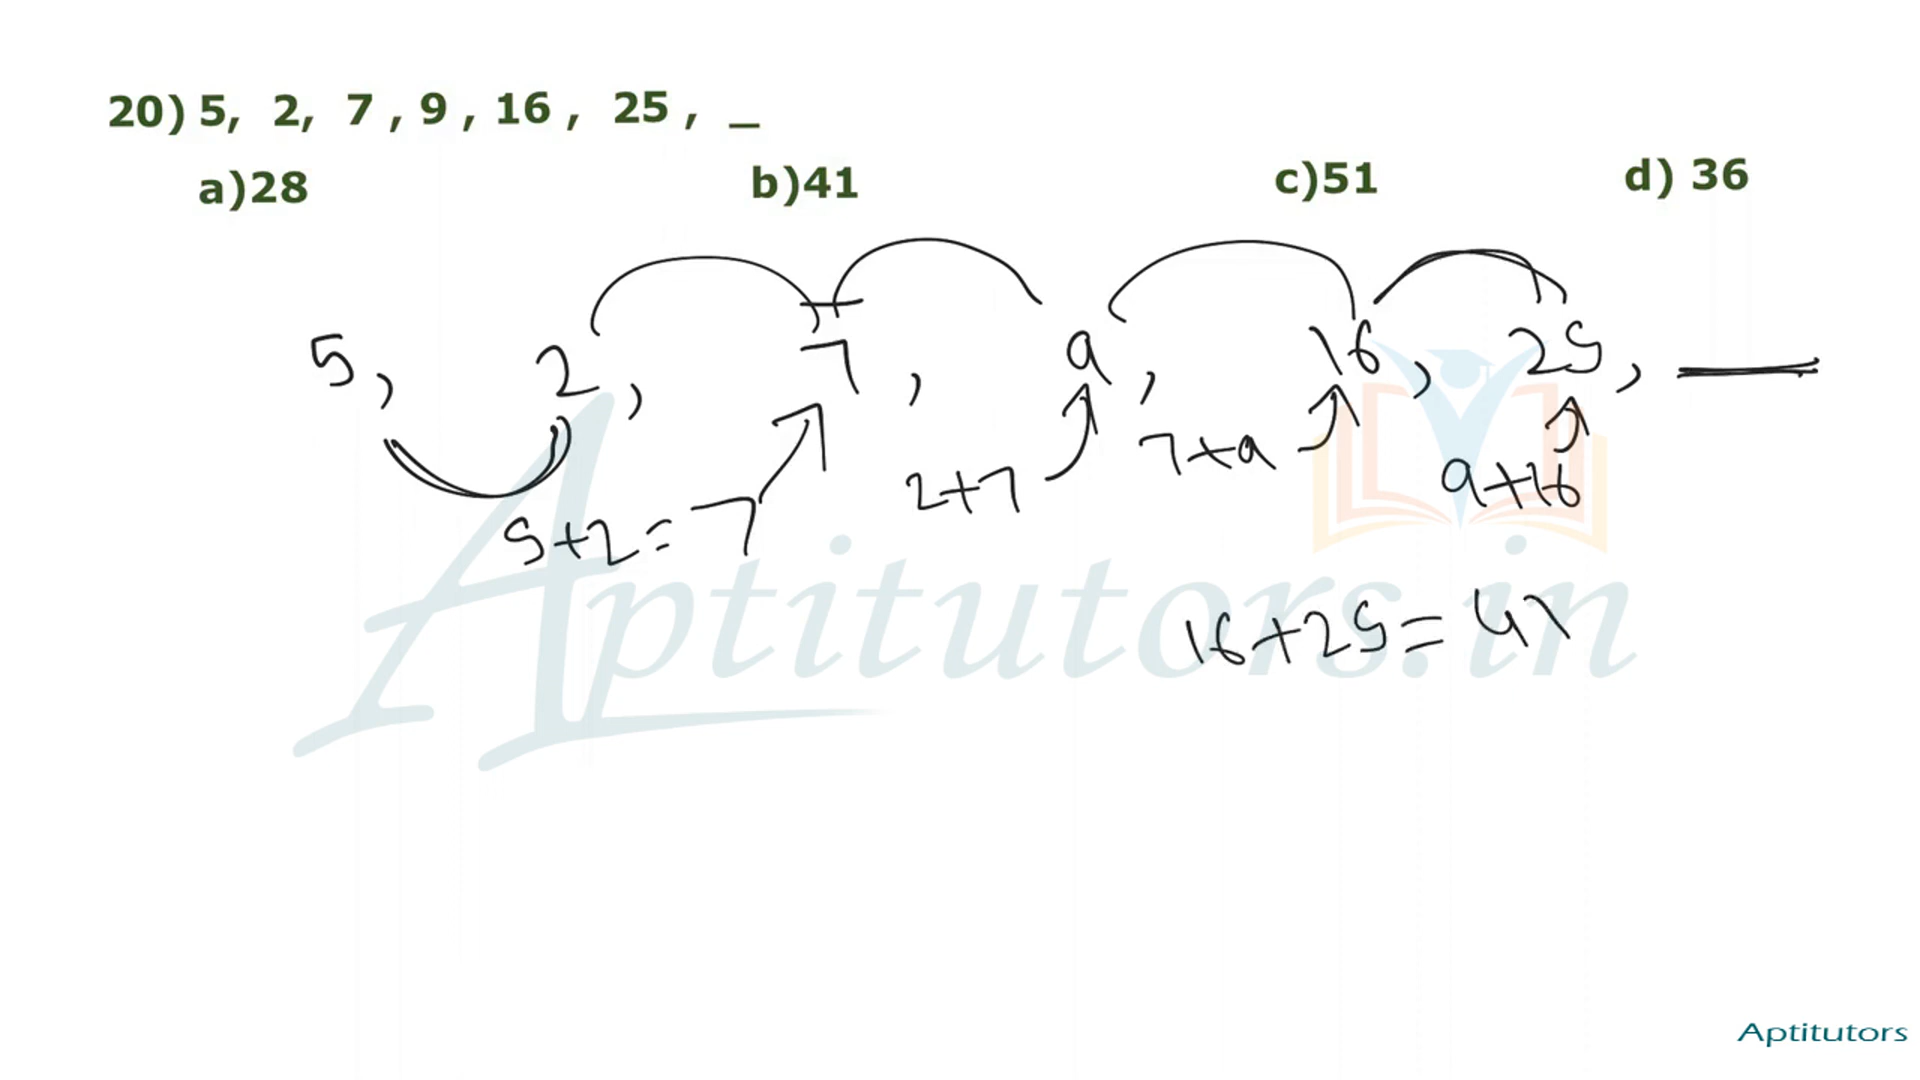 20) 5, 2, 7 , 9 , 16 , 25 , _
a)28 b)41 c)51 d) 36
5, 2, 7, 9, 16, 25, __
5+2=7 2+7 7+9 9+16
16+25=41
Aptitutors.in
Aptitutors